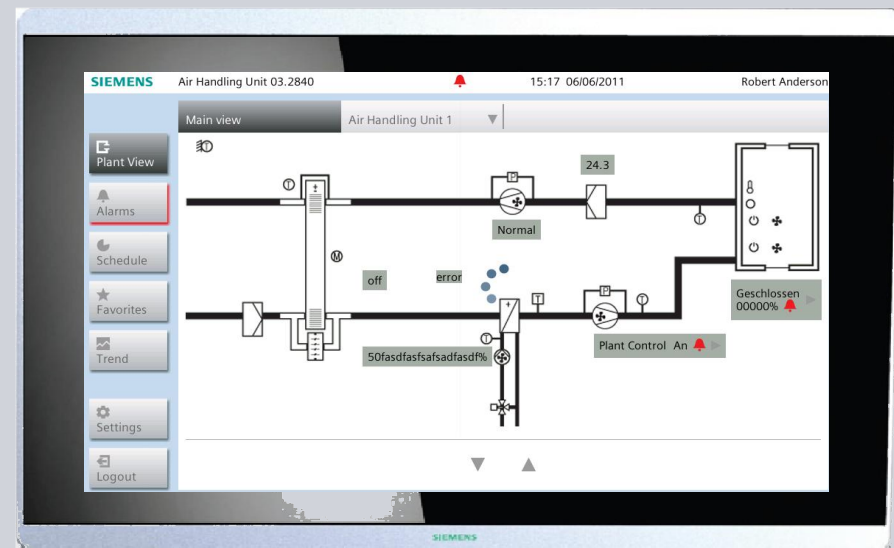 SIEMENS
Air Handling Unit 03.2840
15:17 06/06/2011
Robert Anderson
Main view
Air Handling Unit 1
Plant View
Alarms
Schedule
Favorites
Trend
Settings
Logout
T
T
P
24.3
Normal
T
M
off
error
Geschlossen
00000%
T
P
T
Plant Control An
T
50fasdfasfsafsadfasdf%
SIEMENS